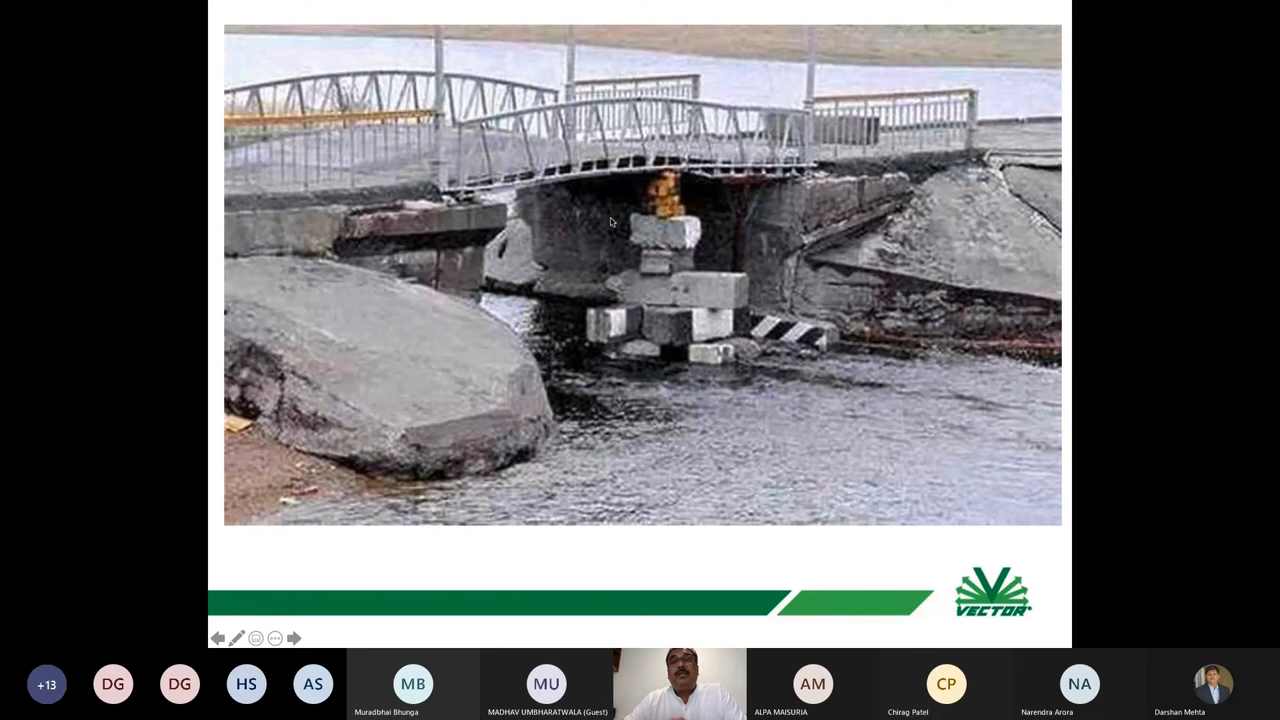 VECTOR
+13
DG
DG
HS
AS
MB
Muradbhai Bhunga
MU
MADHAV UMBHARATWALA (Guest)
AM
ALPA MAISURIA
CP
Chirag Patel
NA
Narendra Arora
Darshan Mehta